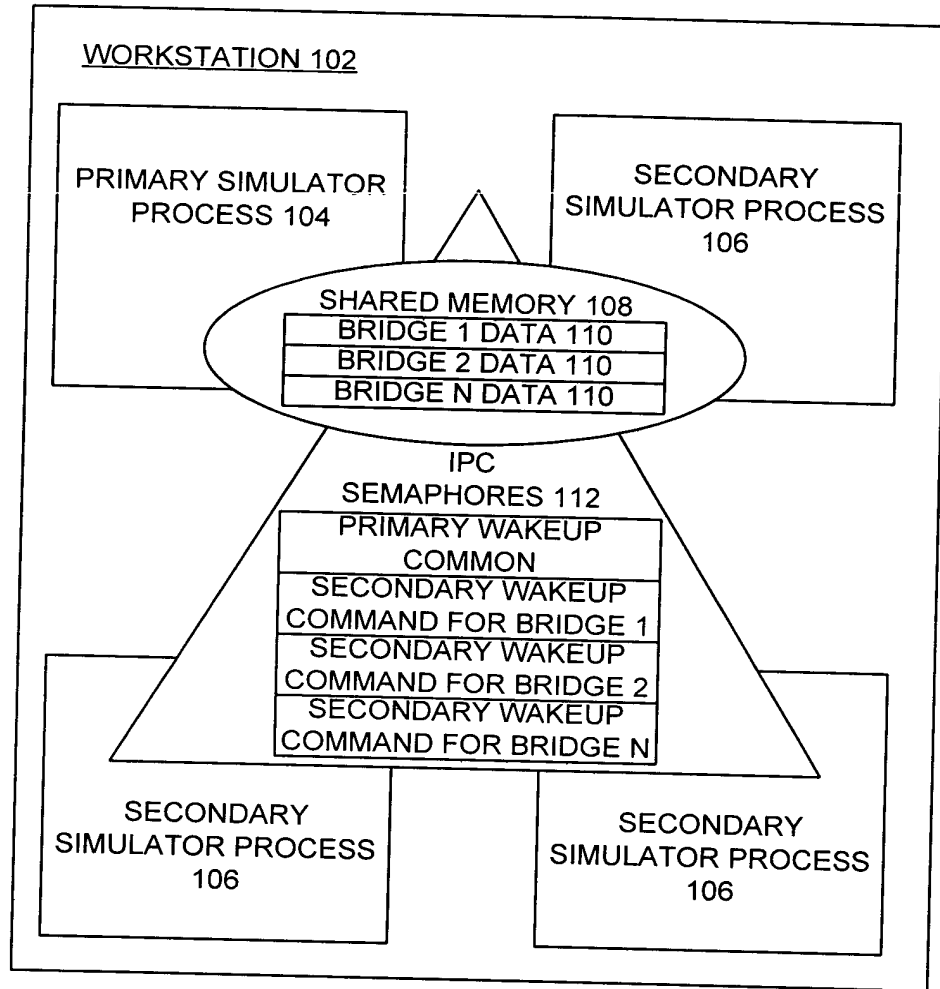 WORKSTATION 102
PRIMARY SIMULATOR
PROCESS 104
SECONDARY
SIMULATOR PROCESS
106
SHARED MEMORY 108
BRIDGE 1 DATA 110
BRIDGE 2 DATA 110
BRIDGE N DATA 110
IPC
SEMAPHORES 112
PRIMARY WAKEUP
COMMON
SECONDARY WAKEUP
COMMAND FOR BRIDGE 1
SECONDARY WAKEUP
COMMAND FOR BRIDGE 2
SECONDARY WAKEUP
COMMAND FOR BRIDGE N
SECONDARY
SIMULATOR PROCESS
106
SECONDARY
SIMULATOR PROCESS
106